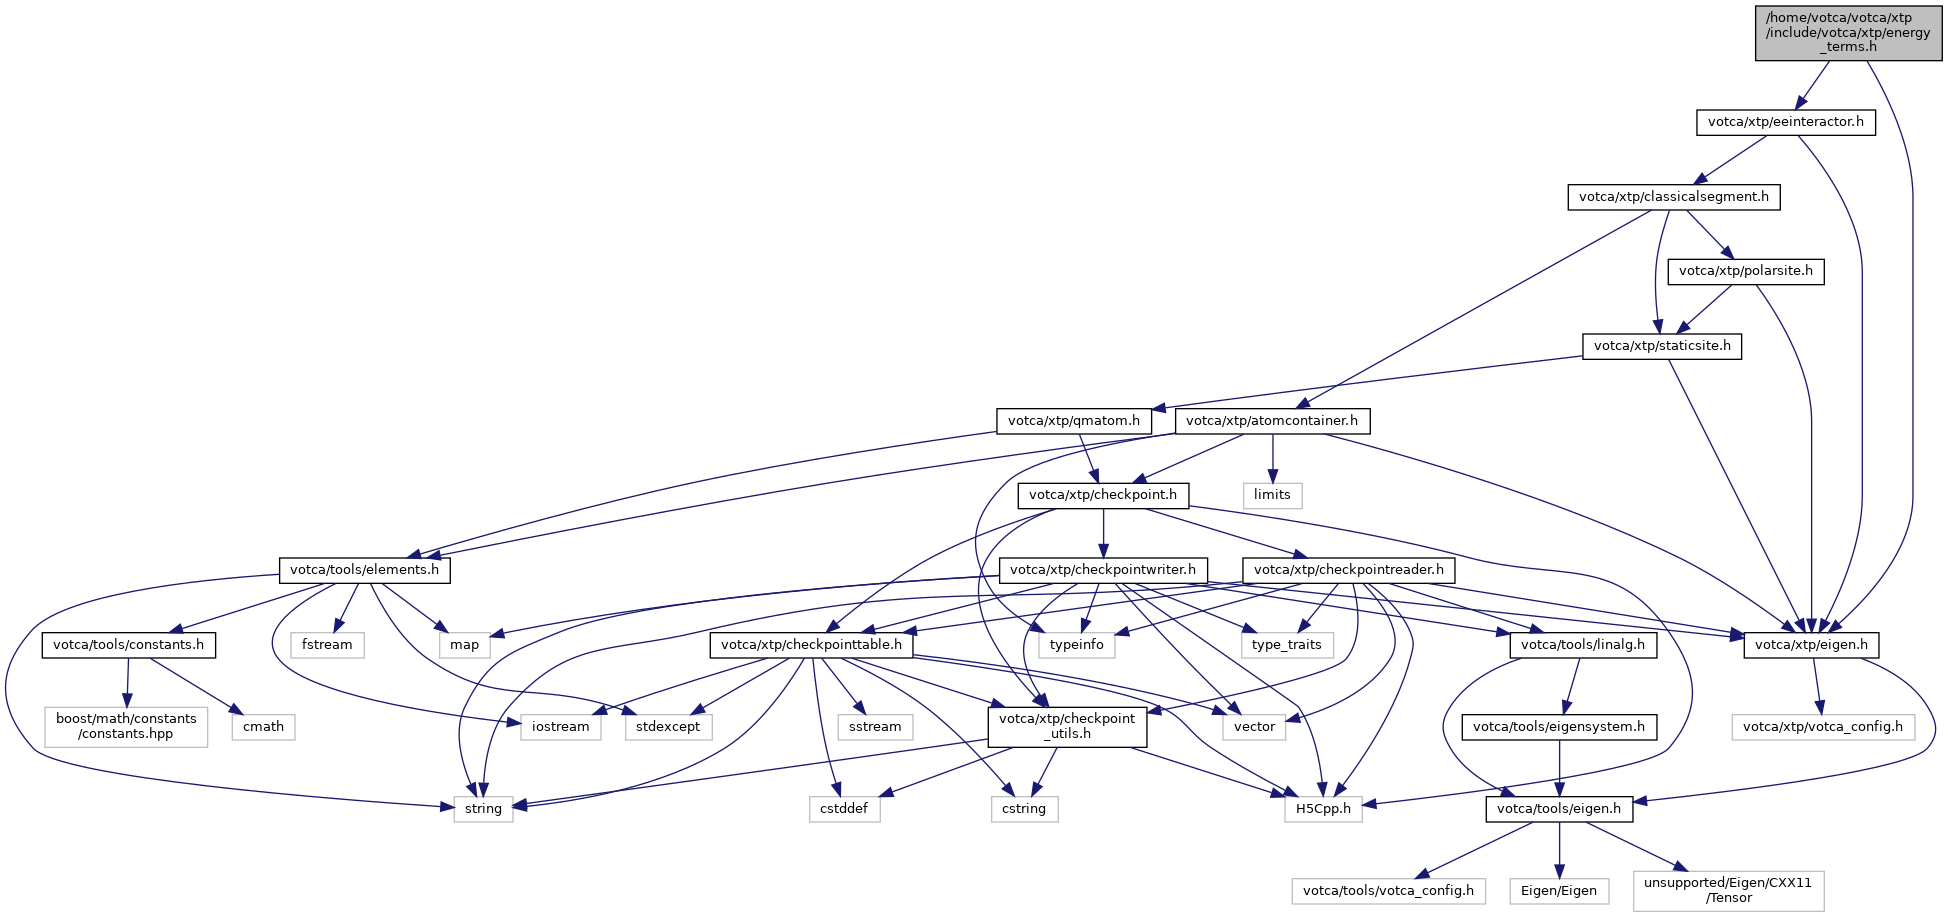 /home/votca/votca/xtp
/include/votca/xtp/energy
_terms.h
votca/xtp/eeinteractor.h
votca/xtp/classicalsegment.h
votca/xtp/polarsite.h
votca/xtp/staticsite.h
votca/xtp/qmatom.h
votca/xtp/atomcontainer.h
votca/xtp/checkpoint.h
limits
votca/tools/elements.h
votca/xtp/checkpointwriter.h
votca/xtp/checkpointreader.h
votca/tools/constants.h
fstream
map
votca/xtp/checkpointtable.h
typeinfo
type_traits
votca/tools/linalg.h
votca/xtp/eigen.h
boost/math/constants
/constants.hpp
cmath
iostream
stdexcept
sstream
votca/xtp/checkpoint
_utils.h
vector
votca/tools/eigensystem.h
votca/xtp/votca_config.h
string
cstddef
cstring
H5Cpp.h
votca/tools/eigen.h
votca/tools/votca_config.h
Eigen/Eigen
unsupported/Eigen/CXX11
/Tensor